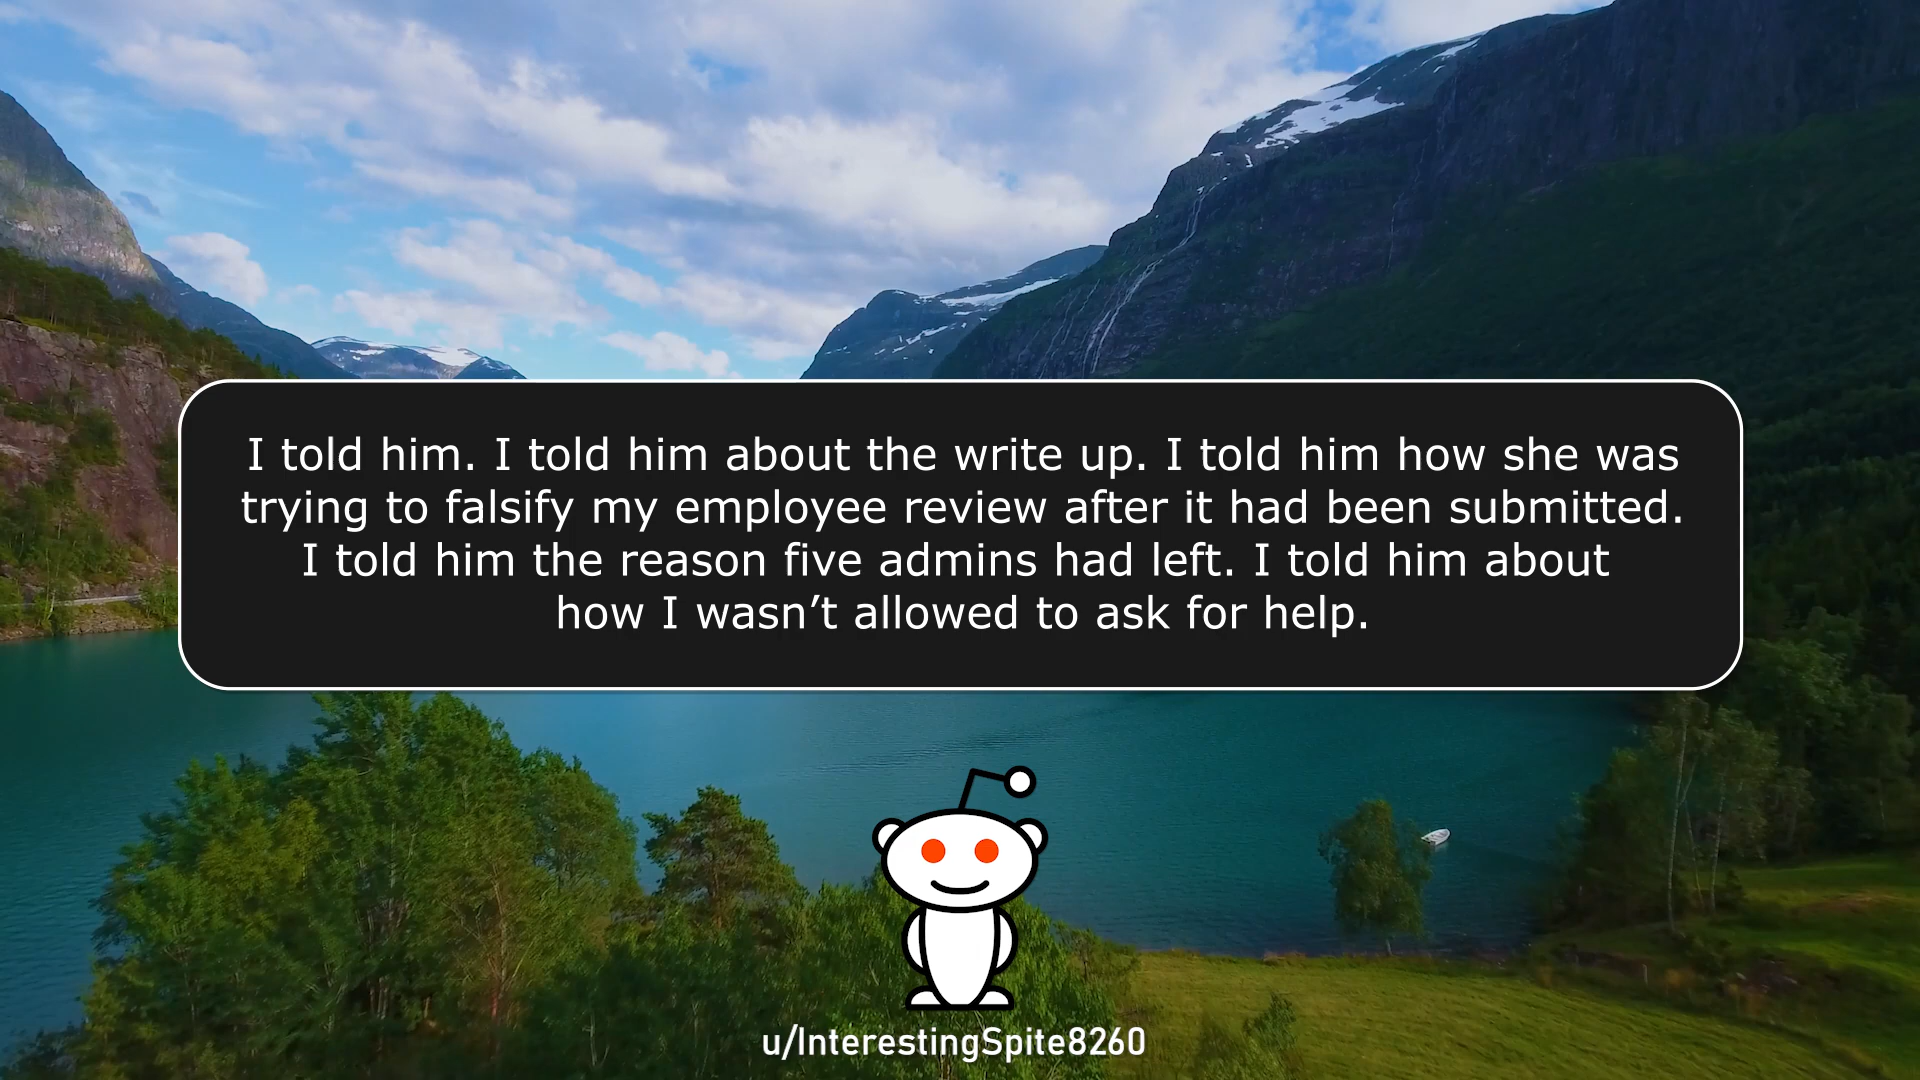 I told him. I told him about the write up. I told him how she was
trying to falsify my employee review after it had been submitted.
I told him the reason five admins had left. I told him about
how I wasn’t allowed to ask for help.
u/InterestingSpite8260